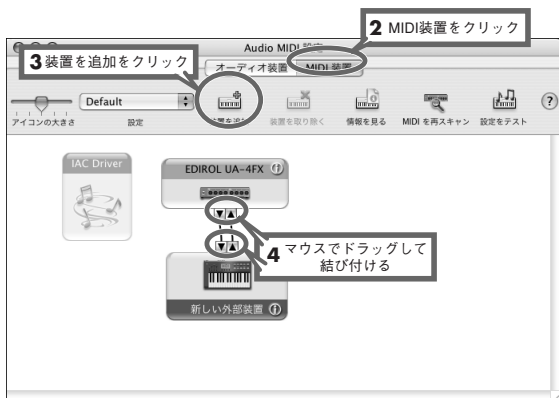 2 MIDI装置をクリック
Audio MIDI 設定
3 装置を追加をクリック
オーディオ装置 MIDI 装置
Default
アイコンの大きさ 設定 装置を追加 装置を取り除く 情報を見る MIDI を再スキャン 設定をテスト ?
IAC Driver
EDIROL UA-4FX i
4 マウスでドラッグして
結び付ける
新しい外部装置 i